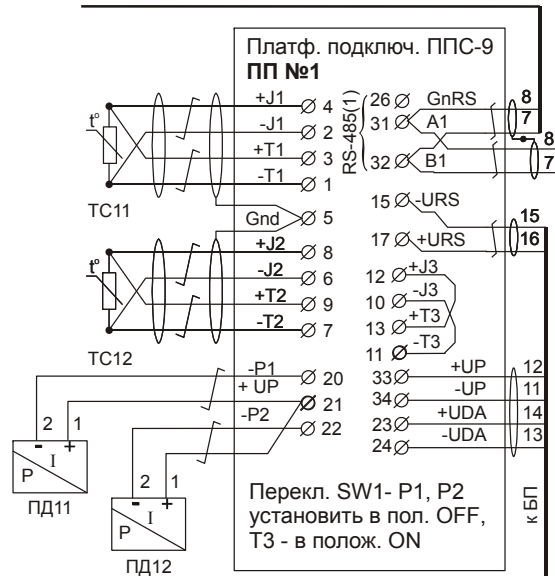 Платф. подключ. ППС-9
ПП №1
+J1 4
-J1 2
+T1 3
-T1 1
t°
ТС11
Gnd 5
+J2 8
-J2 6
+T2 9
-T2 7
t°
ТС12
-P1 20
+ UP 21
-P2 22
2 1
- +
I
P
ПД11
2 1
- +
I
P
ПД12
RS-485(1)
26 GnRS 8
31 A1 7
32 B1
8
7
15 -URS 15
17 +URS 16
12 +J3
10 -J3
13 +T3
11 -T3
33 +UP 12
34 -UP 11
23 +UDA 14
24 -UDA 13
к БП
Перекл. SW1- P1, P2
установить в пол. OFF,
Т3 - в полож. ON